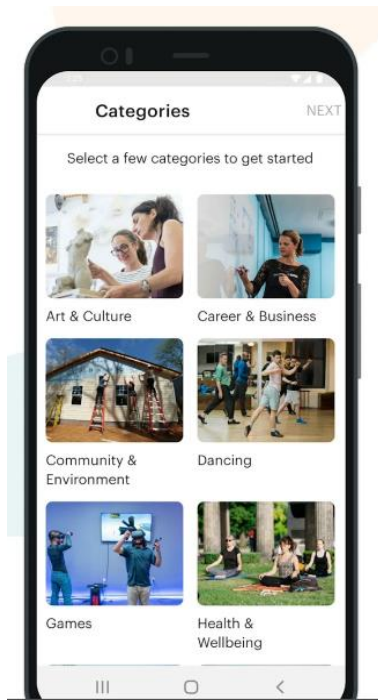 Categories
NEXT
Select a few categories to get started
Art & Culture
Career & Business
Community &
Environment
Dancing
Games
Health &
Wellbeing